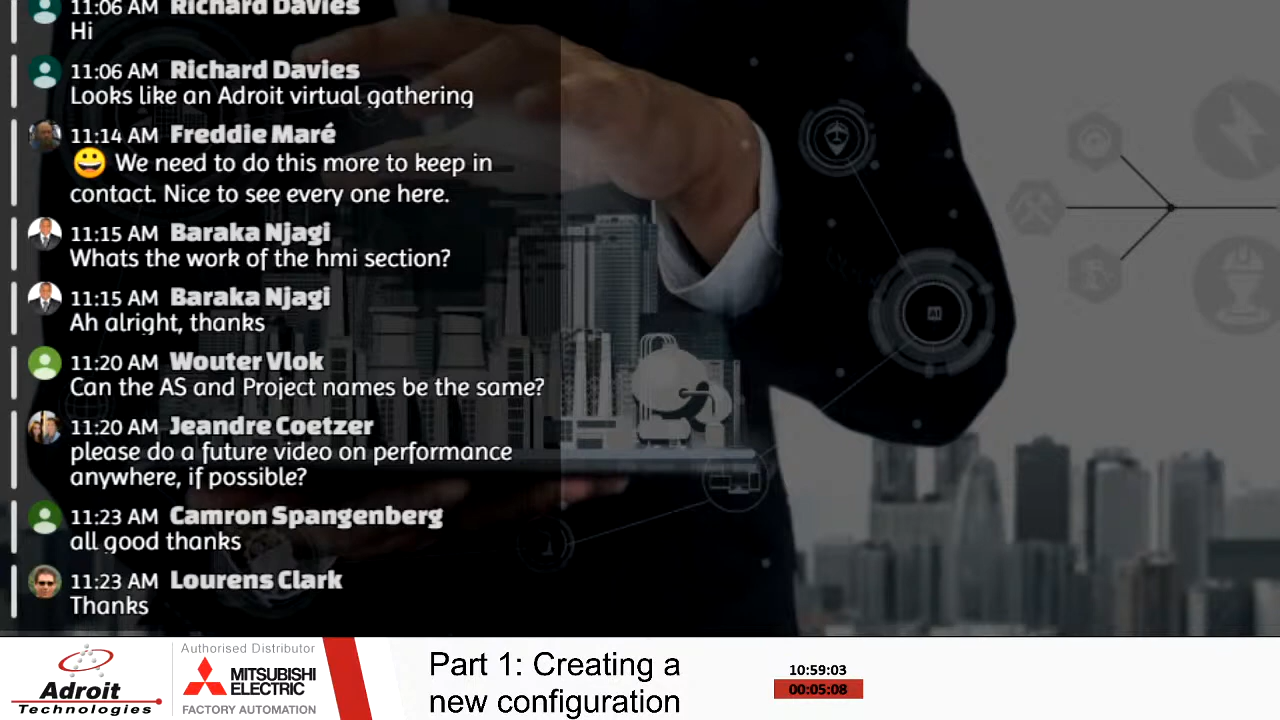 11:06 AM Richard Davies
Hi
11:06 AM Richard Davies
Looks like an Adroit virtual gathering
11:14 AM Freddie Maré
😀 We need to do this more to keep in
contact. Nice to see every one here.
11:15 AM Baraka Njagi
Whats the work of the hmi section?
11:15 AM Baraka Njagi
Ah alright, thanks
11:20 AM Wouter Vlok
Can the AS and Project names be the same?
11:20 AM Jeandre Coetzer
please do a future video on performance
anywhere, if possible?
11:23 AM Camron Spangenberg
all good thanks
11:23 AM Lourens Clark
Thanks
AI
Adroit
Technologies
Authorised Distributor
MITSUBISHI
ELECTRIC
FACTORY AUTOMATION
Part 1: Creating a
new configuration
10:59:03
00:05:08